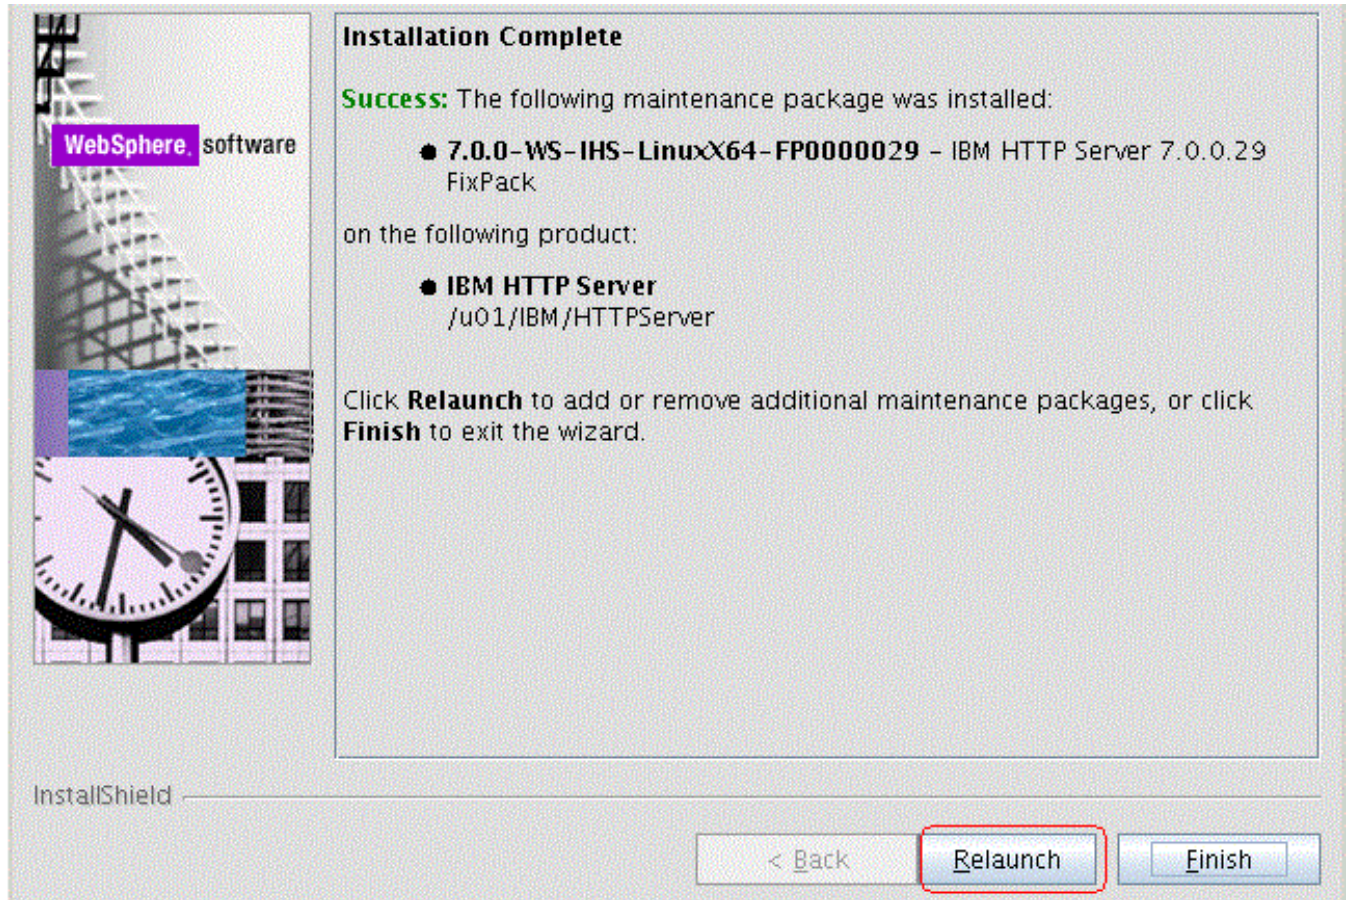 WebSphere. software
Installation Complete
Success: The following maintenance package was installed:
● 7.0.0-WS-IHS-LinuxX64-FP0000029 - IBM HTTP Server 7.0.0.29
FixPack
on the following product:
● IBM HTTP Server
/u01/IBM/HTTPServer
Click Relaunch to add or remove additional maintenance packages, or click
Finish to exit the wizard.
InstallShield
< Back
Relaunch
Finish